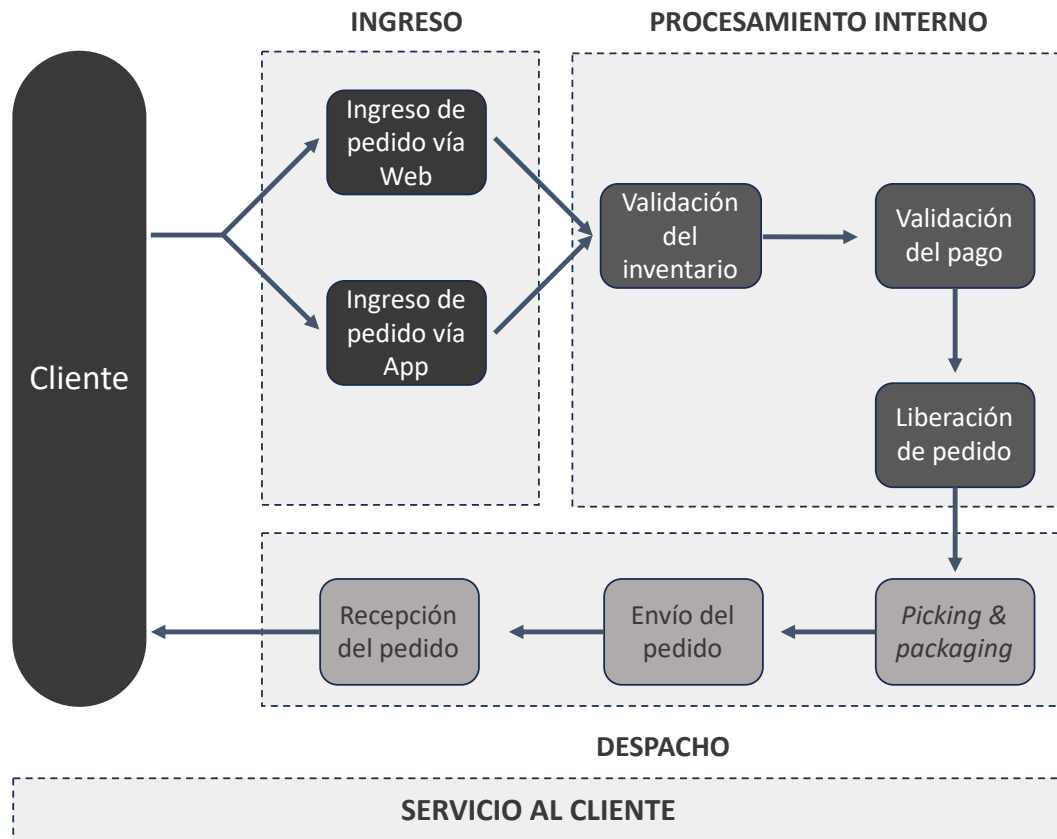 INGRESO
PROCESAMIENTO INTERNO
Ingreso de
pedido vía
Web
Validación
del
inventario
Validación
del pago
Ingreso de
pedido vía
App
Cliente
Liberación
de pedido
Recepción
del pedido
Envío del
pedido
Picking &
packaging
DESPACHO
SERVICIO AL CLIENTE